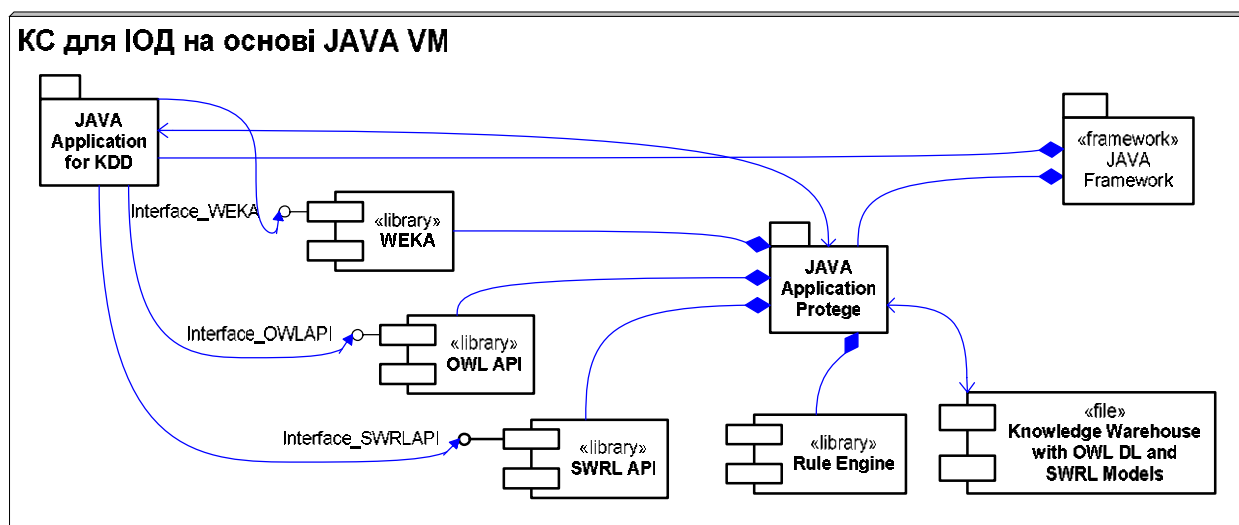 КС для ІОД на основі JAVA VM
JAVA
Application
for KDD
«framework»
JAVA
Framework
Interface_WEKA
«library»
WEKA
JAVA
Application
Protege
Interface_OWLAPI
«library»
OWL API
Interface_SWRLAPI
«library»
SWRL API
«library»
Rule Engine
«file»
Knowledge Warehouse
with OWL DL and
SWRL Models